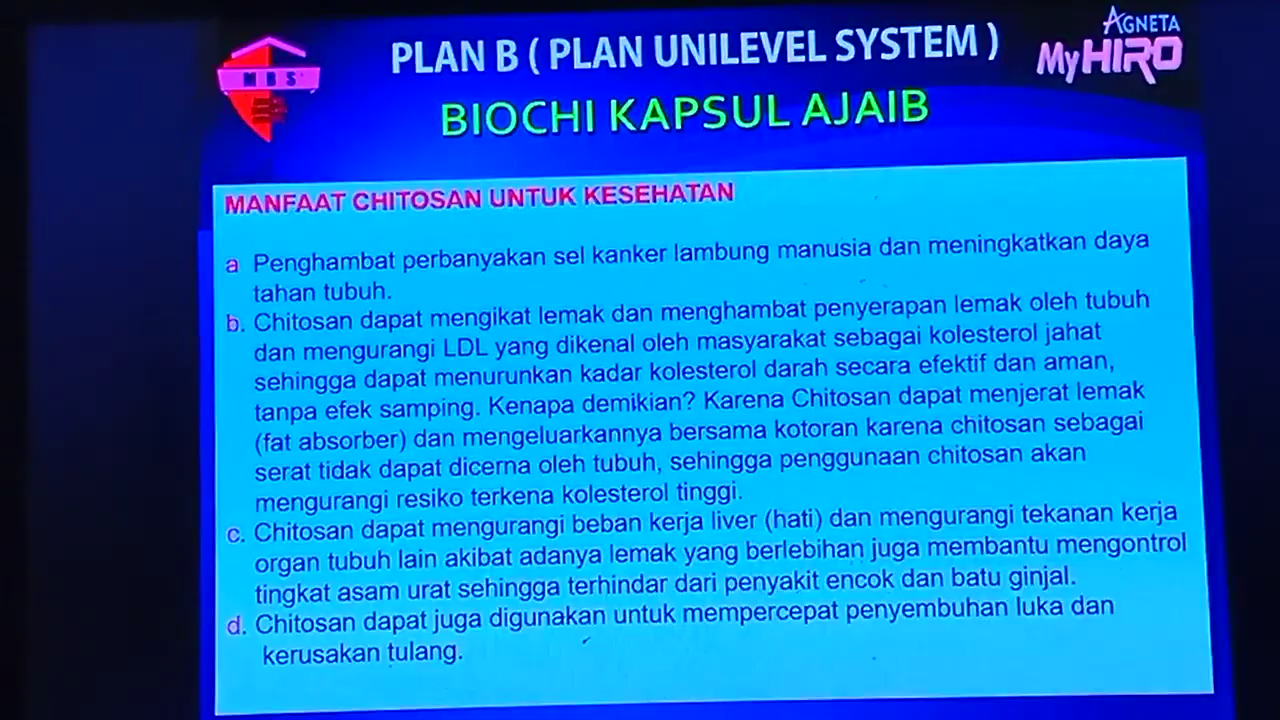 MBS
PLAN B ( PLAN UNILEVEL SYSTEM )
AGNETA
MyHIRO
BIOCHI KAPSUL AJAIB
MANFAAT CHITOSAN UNTUK KESEHATAN
a Penghambat perbanyakan sel kanker lambung manusia dan meningkatkan daya
tahan tubuh.
b. Chitosan dapat mengikat lemak dan menghambat penyerapan lemak oleh tubuh
dan mengurangi LDL yang dikenal oleh masyarakat sebagai kolesterol jahat
sehingga dapat menurunkan kadar kolesterol darah secara efektif dan aman,
tanpa efek samping. Kenapa demikian? Karena Chitosan dapat menjerat lemak
(fat absorber) dan mengeluarkannya bersama kotoran karena chitosan sebagai
serat tidak dapat dicerna oleh tubuh, sehingga penggunaan chitosan akan
mengurangi resiko terkena kolesterol tinggi.
c. Chitosan dapat mengurangi beban kerja liver (hati) dan mengurangi tekanan kerja
organ tubuh lain akibat adanya lemak yang berlebihan juga membantu mengontrol
tingkat asam urat sehingga terhindar dari penyakit encok dan batu ginjal.
d. Chitosan dapat juga digunakan untuk mempercepat penyembuhan luka dan
kerusakan tulang.